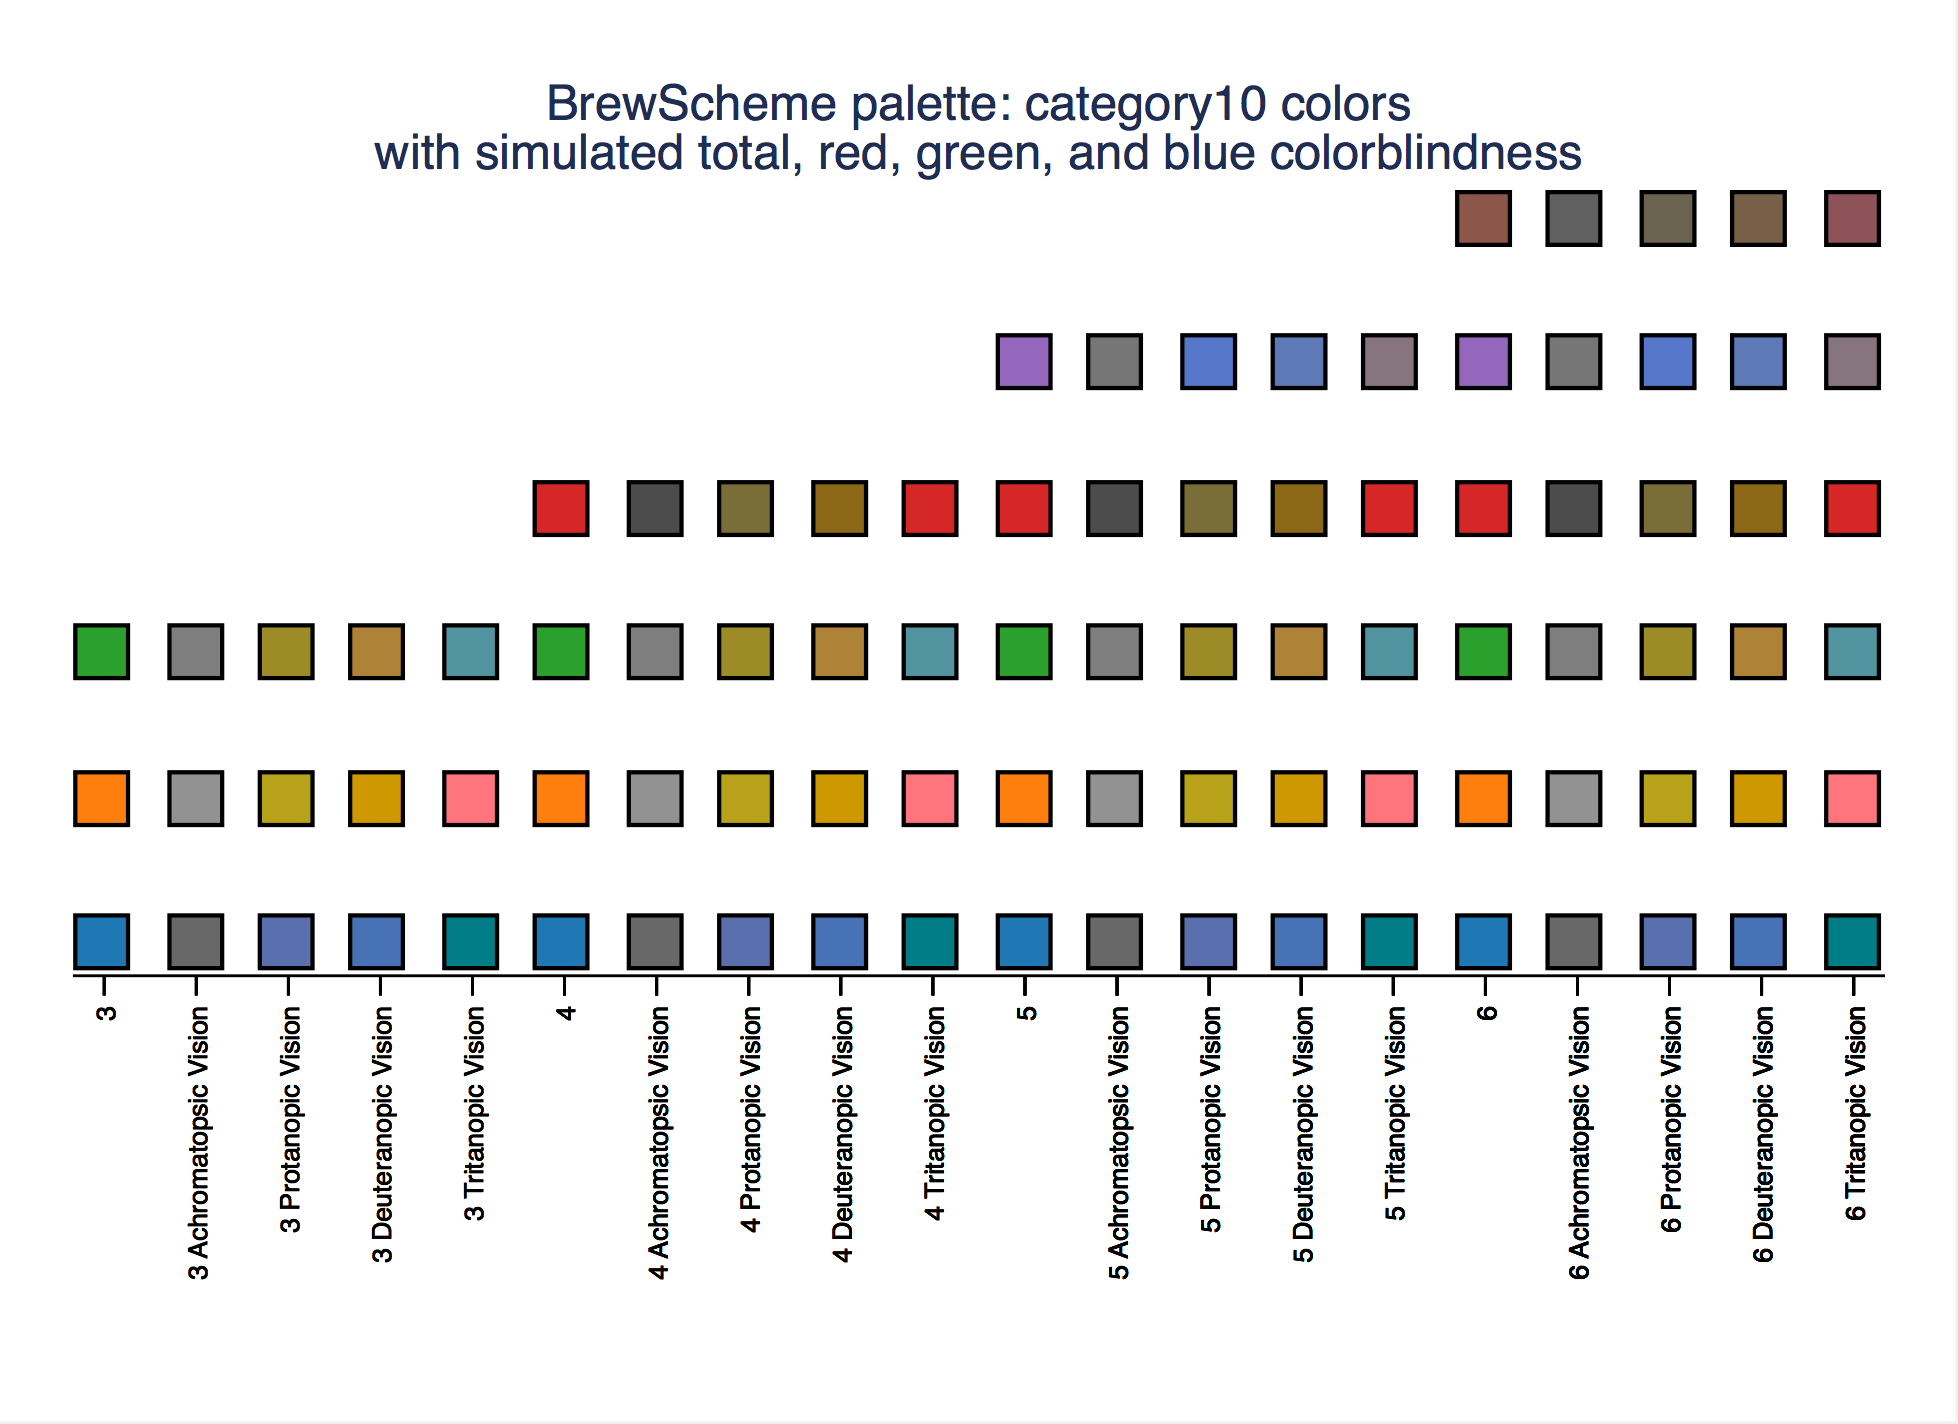 BrewScheme palette: category10 colors
with simulated total, red, green, and blue colorblindness
3
3 Achromatopsic Vision
3 Protanopic Vision
3 Deuteranopic Vision
3 Tritanopic Vision
4
4 Achromatopsic Vision
4 Protanopic Vision
4 Deuteranopic Vision
4 Tritanopic Vision
5
5 Achromatopsic Vision
5 Protanopic Vision
5 Deuteranopic Vision
5 Tritanopic Vision
6
6 Achromatopsic Vision
6 Protanopic Vision
6 Deuteranopic Vision
6 Tritanopic Vision